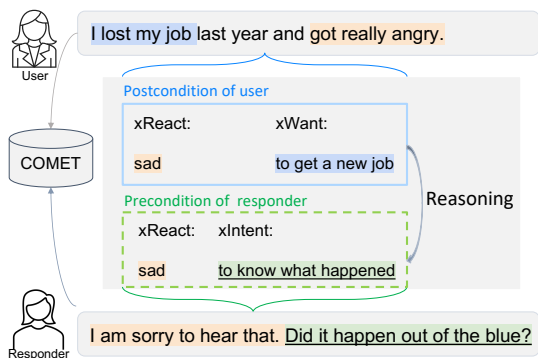 I lost my job last year and got really angry.
User
Postcondition of user
xReact: xWant:
sad to get a new job
COMET
Reasoning
Precondition of responder
xReact: xIntent:
sad to know what happened
I am sorry to hear that. Did it happen out of the blue?
Responder